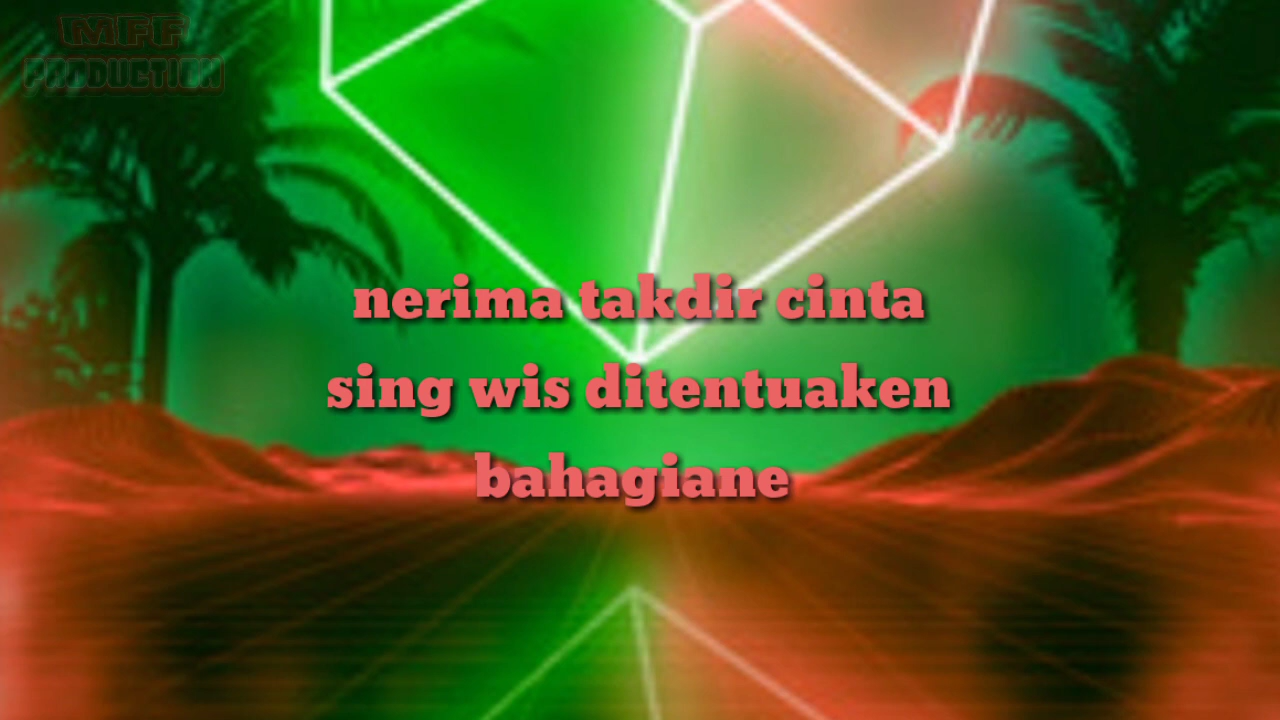 MFF
PRODUCTION
nerima takdir cinta
sing wis ditentuaken
bahagiane